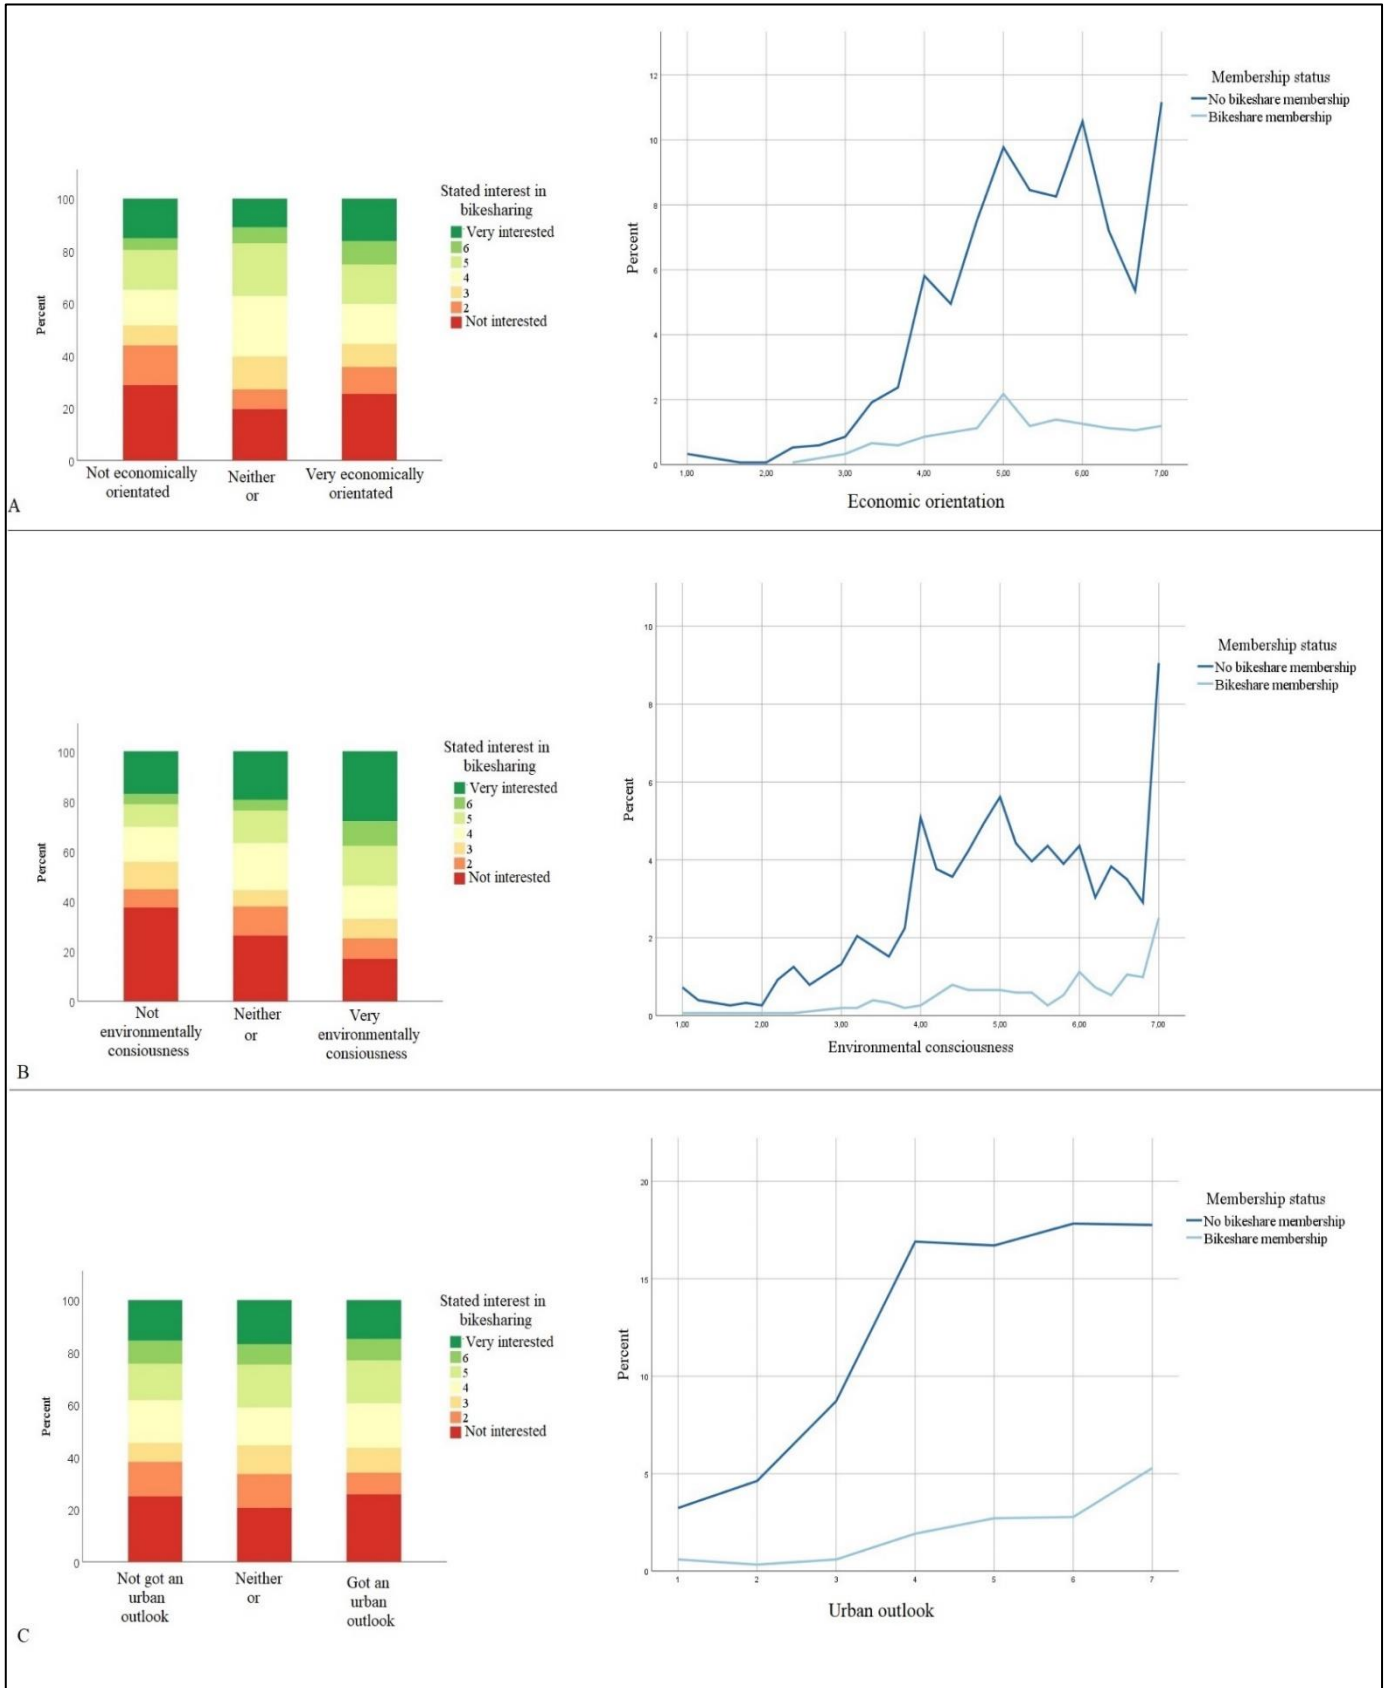 100
80
60
40
20
0
Percent
Not economically
orientated
Neither
or
Very economically
orientated
Stated interest in
bikesharing
Very interested
6
5
4
3
2
Not interested
A
12
10
8
6
4
2
0
Percent
1,00
2,00
3,00
4,00
5,00
6,00
7,00
Economic orientation
Membership status
No bikeshare membership
Bikeshare membership
100
80
60
40
20
0
Percent
Not
environmentally
consiousness
Neither
or
Very
environmentally
consiousness
Stated interest in
bikesharing
Very interested
6
5
4
3
2
Not interested
B
10
8
6
4
2
0
Percent
1,00
2,00
3,00
4,00
5,00
6,00
7,00
Environmental consciousness
Membership status
No bikeshare membership
Bikeshare membership
100
80
60
40
20
0
Percent
Not got an
urban
outlook
Neither
or
Got an
urban
outlook
Stated interest in
bikesharing
Very interested
6
5
4
3
2
Not interested
C
20
15
10
5
0
Percent
1
2
3
4
5
6
7
Urban outlook
Membership status
No bikeshare membership
Bikeshare membership